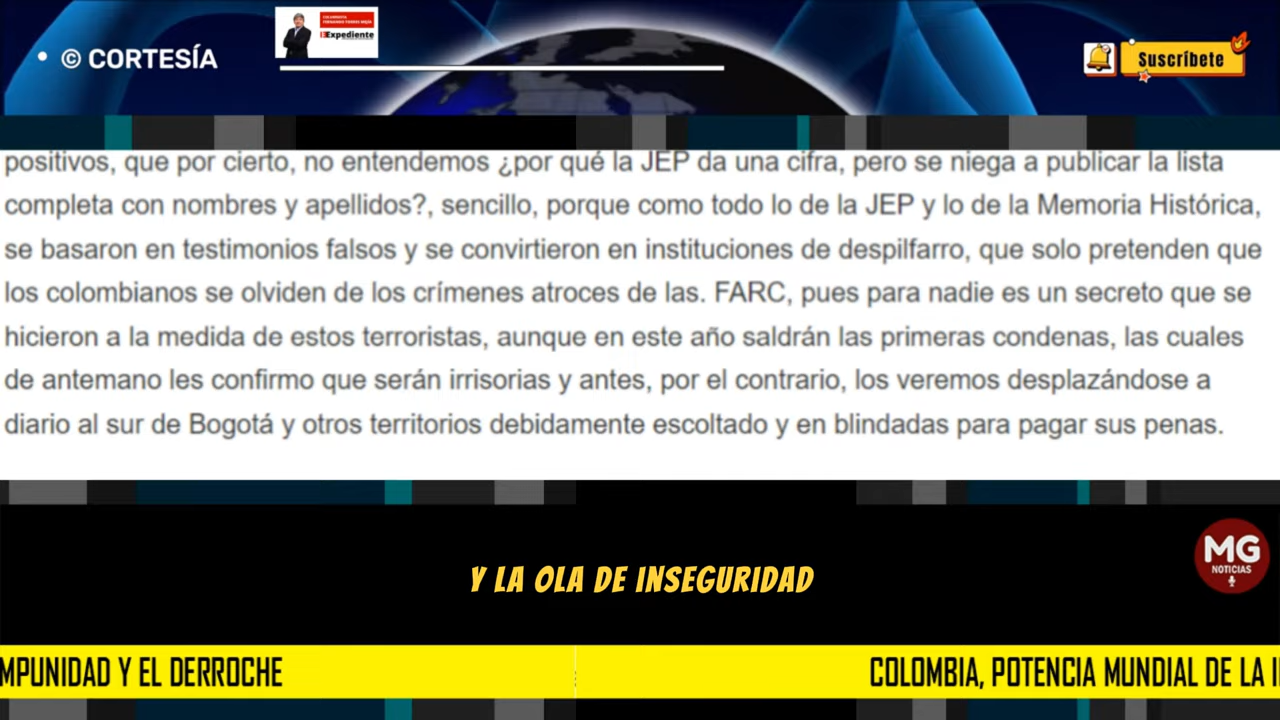 © CORTESÍA
COLUMNISTA
FERNANDO TORRES MEJÍA
Expediente
Suscríbete
positivos, que por cierto, no entendemos ¿por qué la JEP da una cifra, pero se niega a publicar la lista
completa con nombres y apellidos?, sencillo, porque como todo lo de la JEP y lo de la Memoria Histórica,
se basaron en testimonios falsos y se convirtieron en instituciones de despilfarro, que solo pretenden que
los colombianos se olviden de los crímenes atroces de las. FARC, pues para nadie es un secreto que se
hicieron a la medida de estos terroristas, aunque en este año saldrán las primeras condenas, las cuales
de antemano les confirmo que serán irrisorias y antes, por el contrario, los veremos desplazándose a
diario al sur de Bogotá y otros territorios debidamente escoltado y en blindadas para pagar sus penas.
Y LA OLA DE INSEGURIDAD
MG
NOTICIAS
MPUNIDAD Y EL DERROCHE
COLOMBIA, POTENCIA MUNDIAL DE LA I